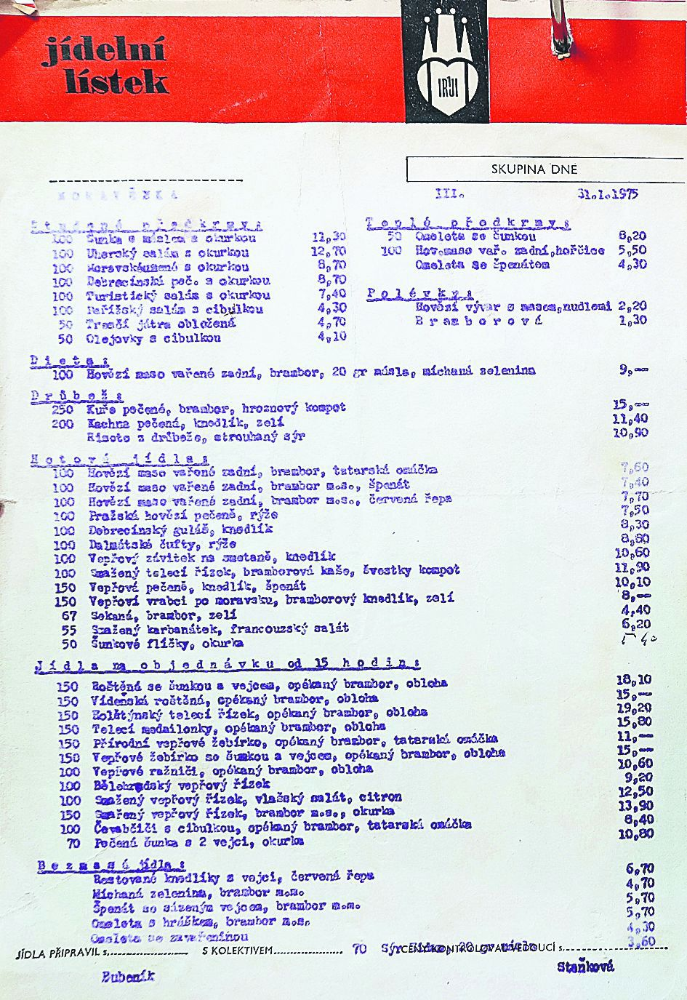 jídelní
lístek
IRJI
SKUPINA DNE
MORAVĚNKA
III. 31.1.1975
Studené předkrmy:
100 Šunka s máslem a okurkou 11,30
100 Uherský salám s okurkou 12,70
100 Moravské uzené s okurkou 8,70
100 Debrecínská peč. s okurkou 8,70
100 Turistický salám s okurkou 7,40
100 Pařížský salám s cibulkou 4,30
50 Tresčí játra obložená 4,70
50 Olejovky s cibulkou 4,10
Teplé předkrmy:
50 Omeleta se šunkou 8,20
100 Hov.maso vař. zadní,hořčice 5,50
Omeleta se špenátem 4,30
Polévky:
Hovězí vývar s masem,nudlemi 2,20
Bramborová 1,30
Dieta:
100 Hovězí maso vařené zadní, brambor, 20 gr másla, míchaná zelenina 9,--
Drůbež:
250 Kuře pečené, brambor, hroznový kompot 15,--
200 Kachna pečená, knedlík, zelí 11,40
Rizoto z drůbeže, strouhaný sýr 10,90
Hotová jídla:
100 Hovězí maso vařené zadní, brambor, tatarská omáčka 7,60
100 Hovězí maso vařené zadní, brambor m.s., špenát 7,40
100 Hovězí maso vařené zadní, brambor m.s., červená řepa 7,70
100 Pražská hovězí pečeně, rýže 7,50
100 Debrecínský guláš, knedlík 8,30
100 Dalmátské čufty, rýže 8,80
100 Vepřový závitek na smetaně, knedlík 10,60
100 Smažený telecí řízek, bramborová kaše, švestky kompot 11,90
150 Vepřová pečeně, knedlík, špenát 10,10
150 Vepřoví vrabci po moravsku, bramborový knedlík, zelí 8,--
67 Sekaná, brambor, zelí 4,40
55 Smažený karbanátek, francouzský salát 6,20
50 Šunkové flíčky, okurka
Jídla na objednávku od 15 hodin:
150 Roštěná se šunkou a vejcem, opékaný brambor, obloha 18,10
150 Vídeňská roštěná, opékaný brambor, obloha 15,--
150 Holštýnský telecí řízek, opékaný brambor, obloha 19,20
150 Telecí medailonky, opékaný brambor, obloha 15,80
150 Přírodní vepřové žebírko, opékaný brambor, tatarská omáčka 11,--
150 Vepřové žebírko se šunkou a vejcem, opékaný brambor, obloha 15,--
100 Vepřové ražniči, opékaný brambor, obloha 10,60
100 Bělehradský vepřový řízek 9,20
100 Smažený vepřový řízek, vlašský salát, citron 12,50
150 Smažený vepřový řízek, brambor m.s., okurka 13,90
100 Čevabčiči s cibulkou, opékaný brambor, tatarská omáčka 8,40
70 Pečená šunka s 2 vejci, okurka 10,80
Bezmasá jídla:
Restované knedlíky s vejci, červená řepa 6,70
Míchaná zelenina, brambor m.m. 4,70
Špenát se sázeným vejcem, brambor m.m. 5,70
Omeleta s hráškem, brambor m.s. 5,70
Omeleta se zavařeninou 4,30
70 Sýr 20 gr másla 3,60
JÍDLA PŘIPRAVIL s. S KOLEKTIVEM CENY KONTROLOVAL VEDOUCÍ s.
Bubeník Staňková